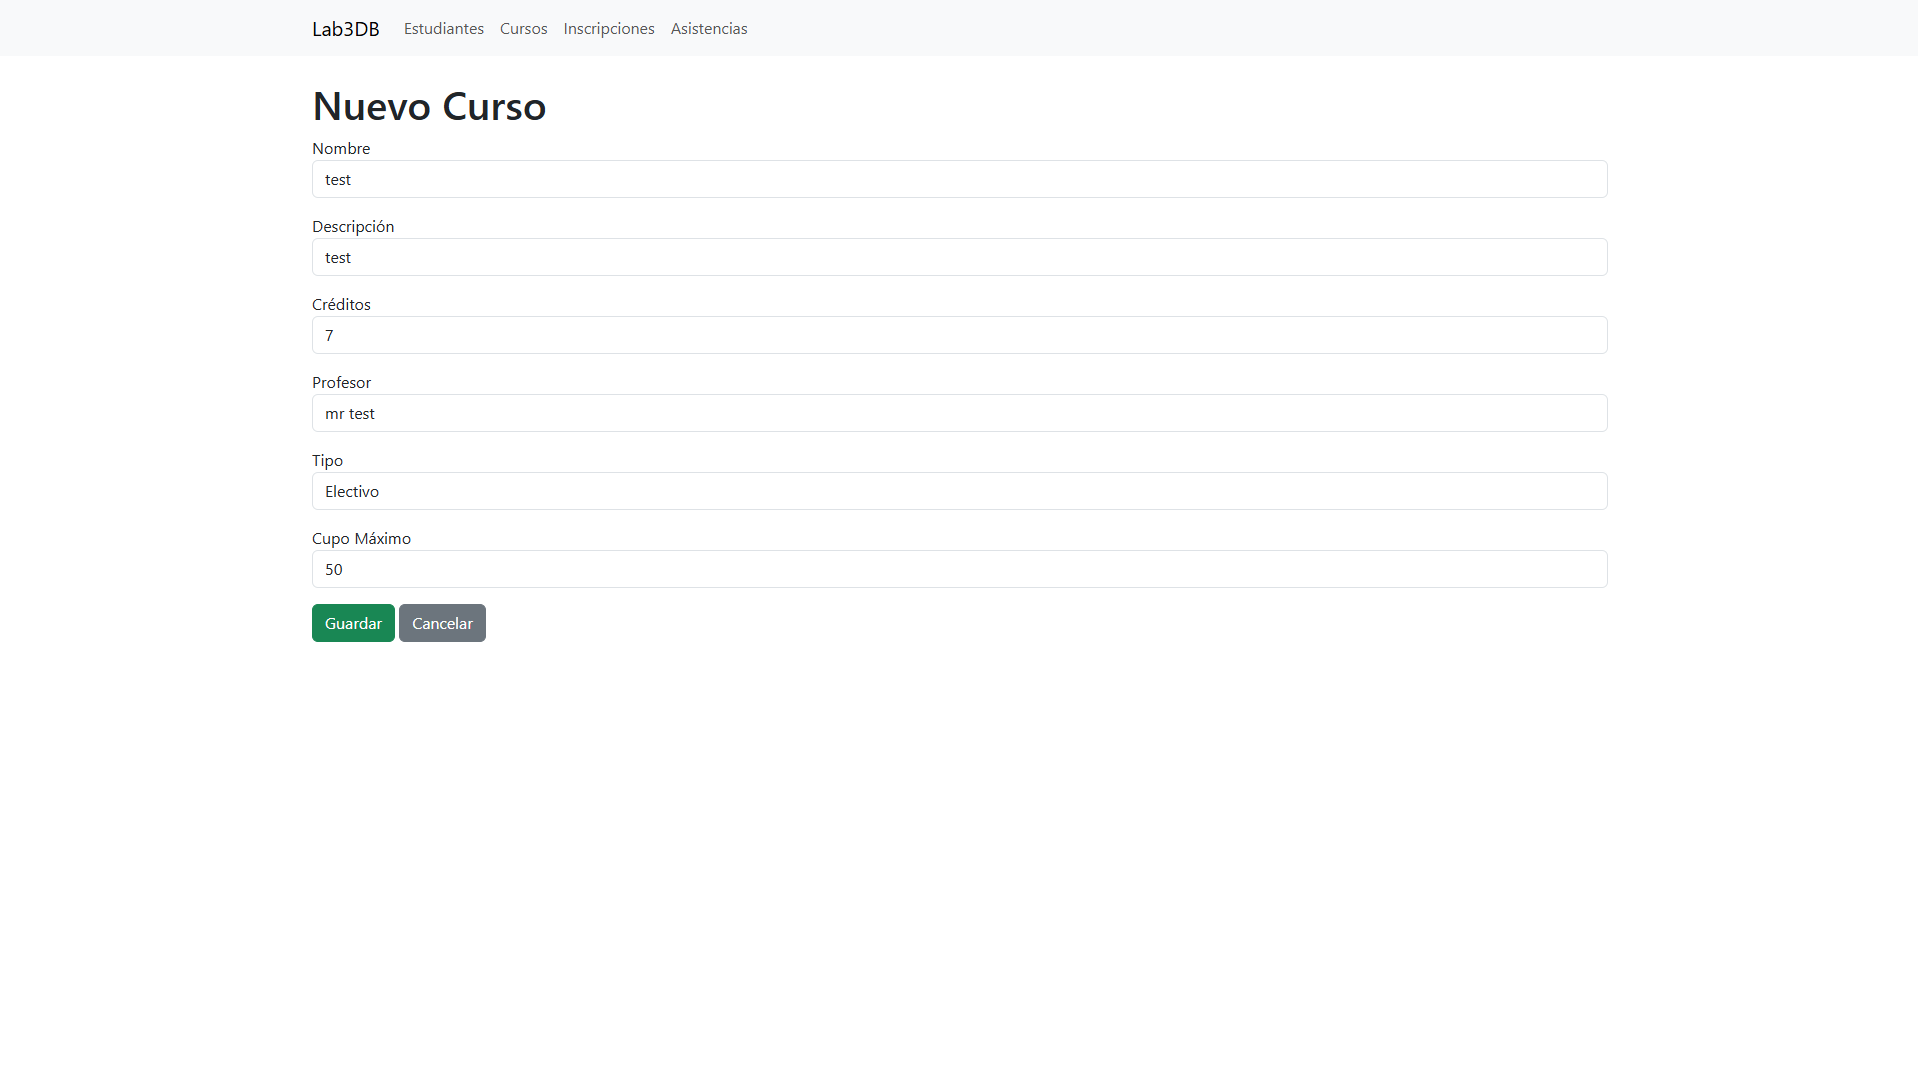 Lab3DB Estudiantes Cursos Inscripciones Asistencias
Nuevo Curso
Nombre
test
Descripción
test
Créditos
7
Profesor
mr test
Tipo
Electivo
Cupo Máximo
50
Guardar Cancelar